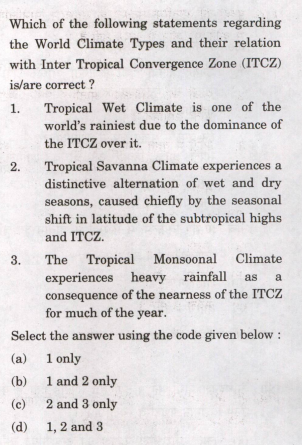 Which of the following statements regarding
the World Climate Types and their relation
with Inter Tropical Convergence Zone (ITCZ)
is/are correct ?
1. Tropical Wet Climate is one of the
world's rainiest due to the dominance of
the ITCZ over it.
2. Tropical Savanna Climate experiences a
distinctive alternation of wet and dry
seasons, caused chiefly by the seasonal
shift in latitude of the subtropical highs
and ITCZ.
3. The Tropical Monsoonal Climate
experiences heavy rainfall as a
consequence of the nearness of the ITCZ
for much of the year.
Select the answer using the code given below :
(a) 1 only
(b) 1 and 2 only
(c) 2 and 3 only
(d) 1, 2 and 3